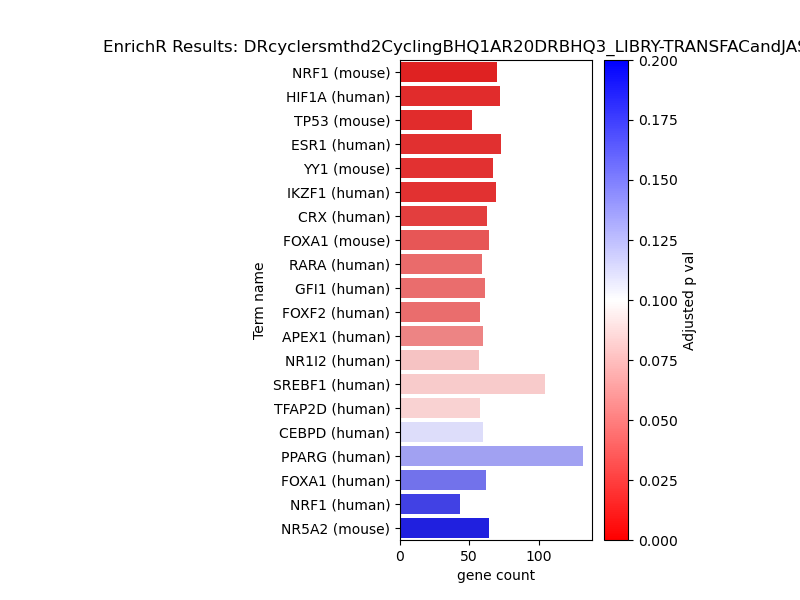 EnrichR Results: DRcyclersmthd2CyclingBHQ1AR20DRBHQ3_LIBRY-TRANSFACandJAS
Term name
NRF1 (mouse)
HIF1A (human)
TP53 (mouse)
ESR1 (human)
YY1 (mouse)
IKZF1 (human)
CRX (human)
FOXA1 (mouse)
RARA (human)
GFI1 (human)
FOXF2 (human)
APEX1 (human)
NR1I2 (human)
SREBF1 (human)
TFAP2D (human)
CEBPD (human)
PPARG (human)
FOXA1 (human)
NRF1 (human)
NR5A2 (mouse)
0 50 100
gene count
0.200
0.175
0.150
0.125
0.100
0.075
0.050
0.025
0.000
Adjusted p val